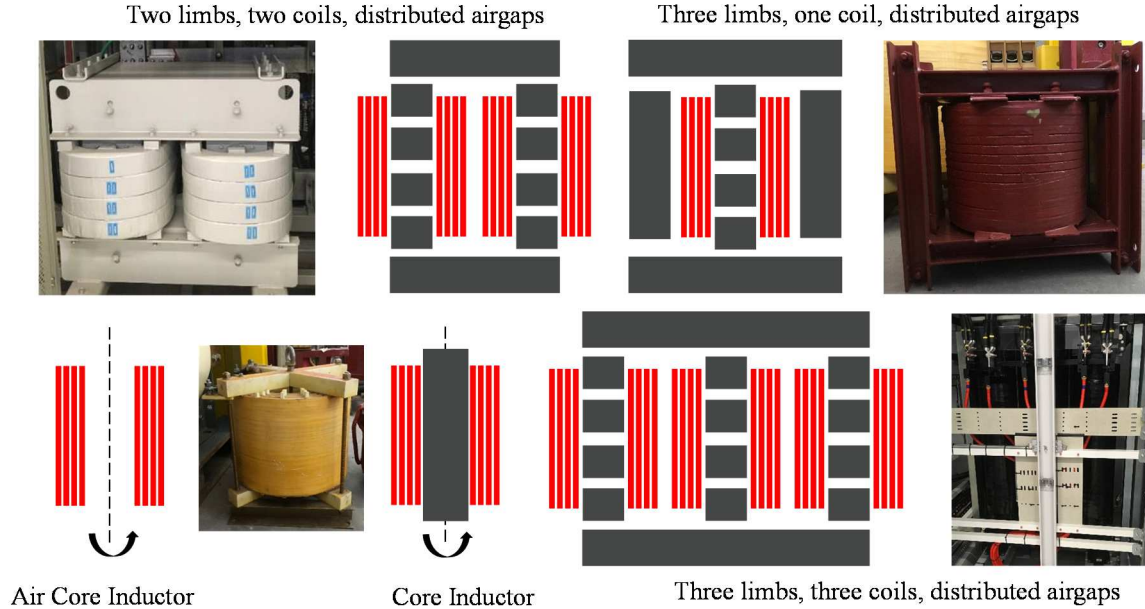 Two limbs, two coils, distributed airgaps
Three limbs, one coil, distributed airgaps
Air Core Inductor
Core Inductor
Three limbs, three coils, distributed airgaps